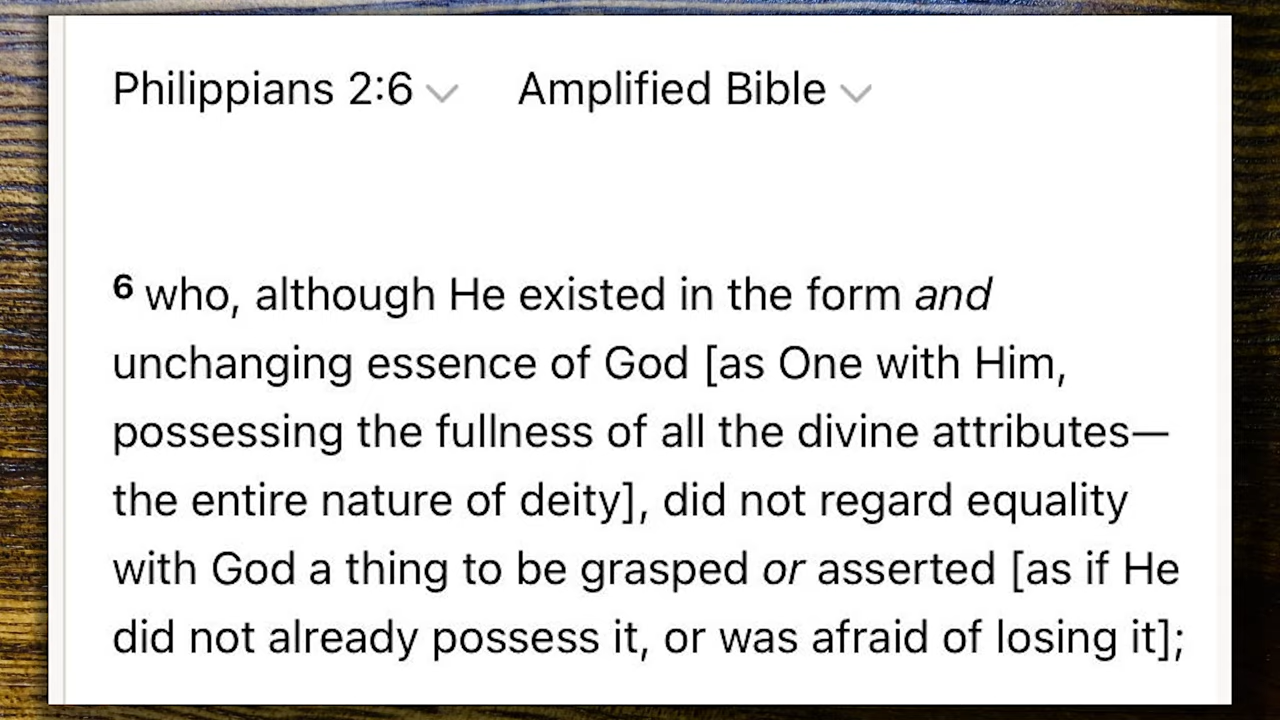 Philippians 2:6 Amplified Bible
6 who, although He existed in the form and
unchanging essence of God [as One with Him,
possessing the fullness of all the divine attributes—
the entire nature of deity], did not regard equality
with God a thing to be grasped or asserted [as if He
did not already possess it, or was afraid of losing it];